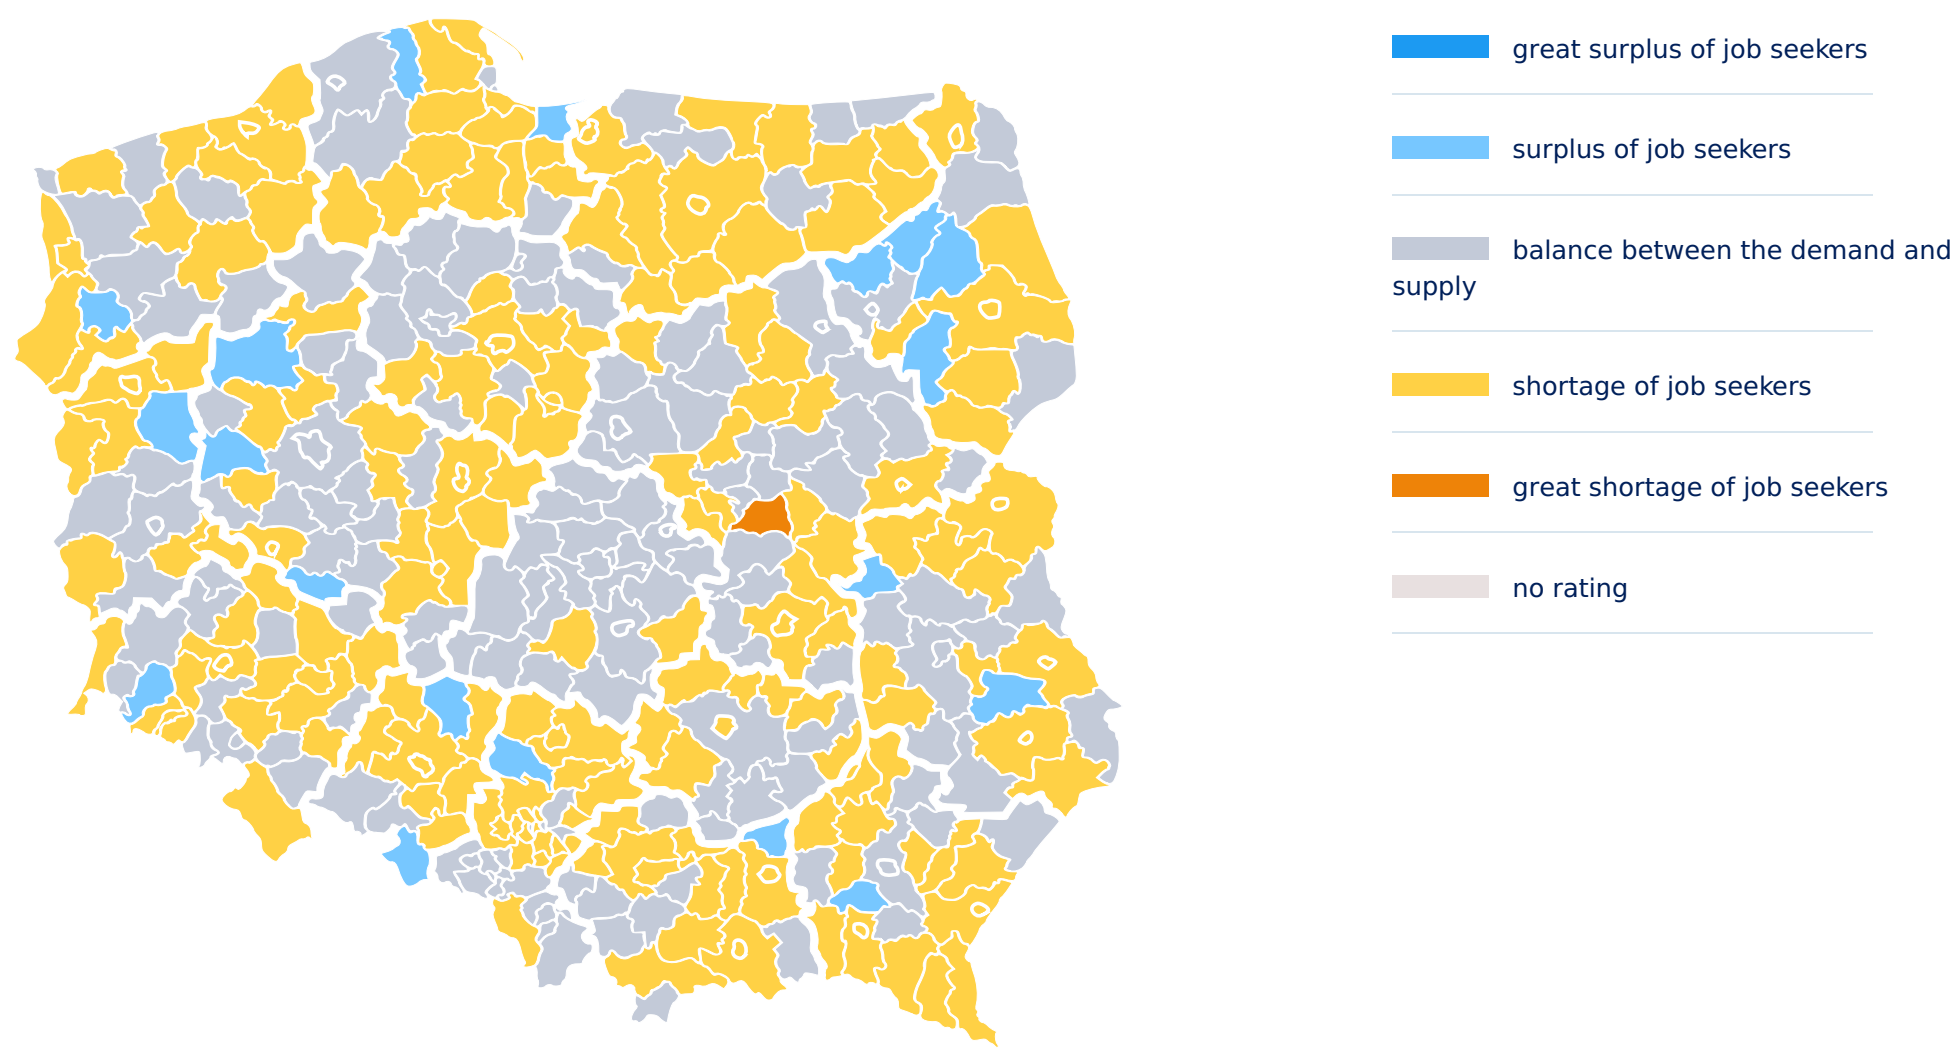 great surplus of job seekers
surplus of job seekers
balance between the demand and
supply
shortage of job seekers
great shortage of job seekers
no rating